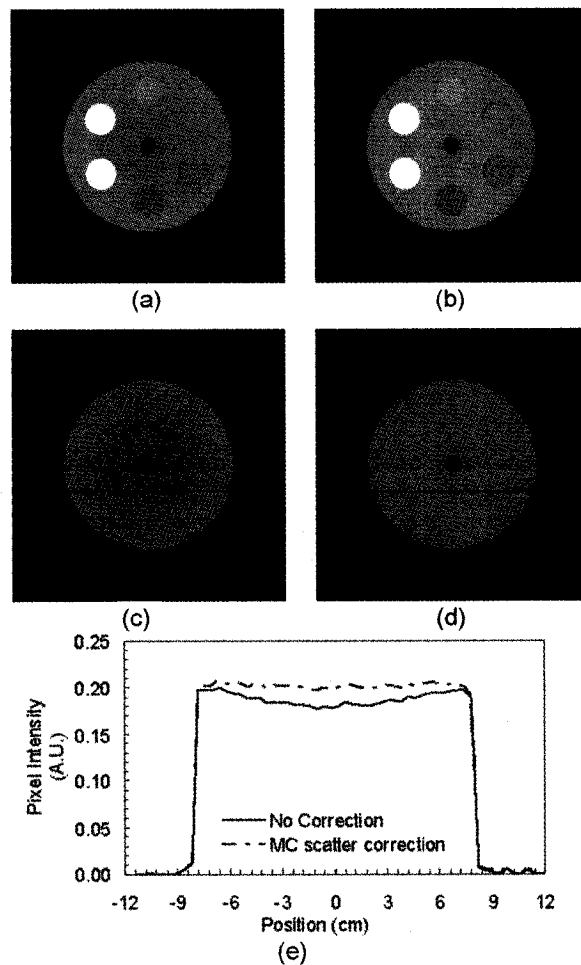 (a) (b)
(c) (d)
Pixel Intensity
(A.U.)
0.25
0.20
0.15
0.10
0.05
0.00
No Correction
MC scatter correction
-12 -9 -6 -3 0 3 6 9 12
Position (cm)
(e)